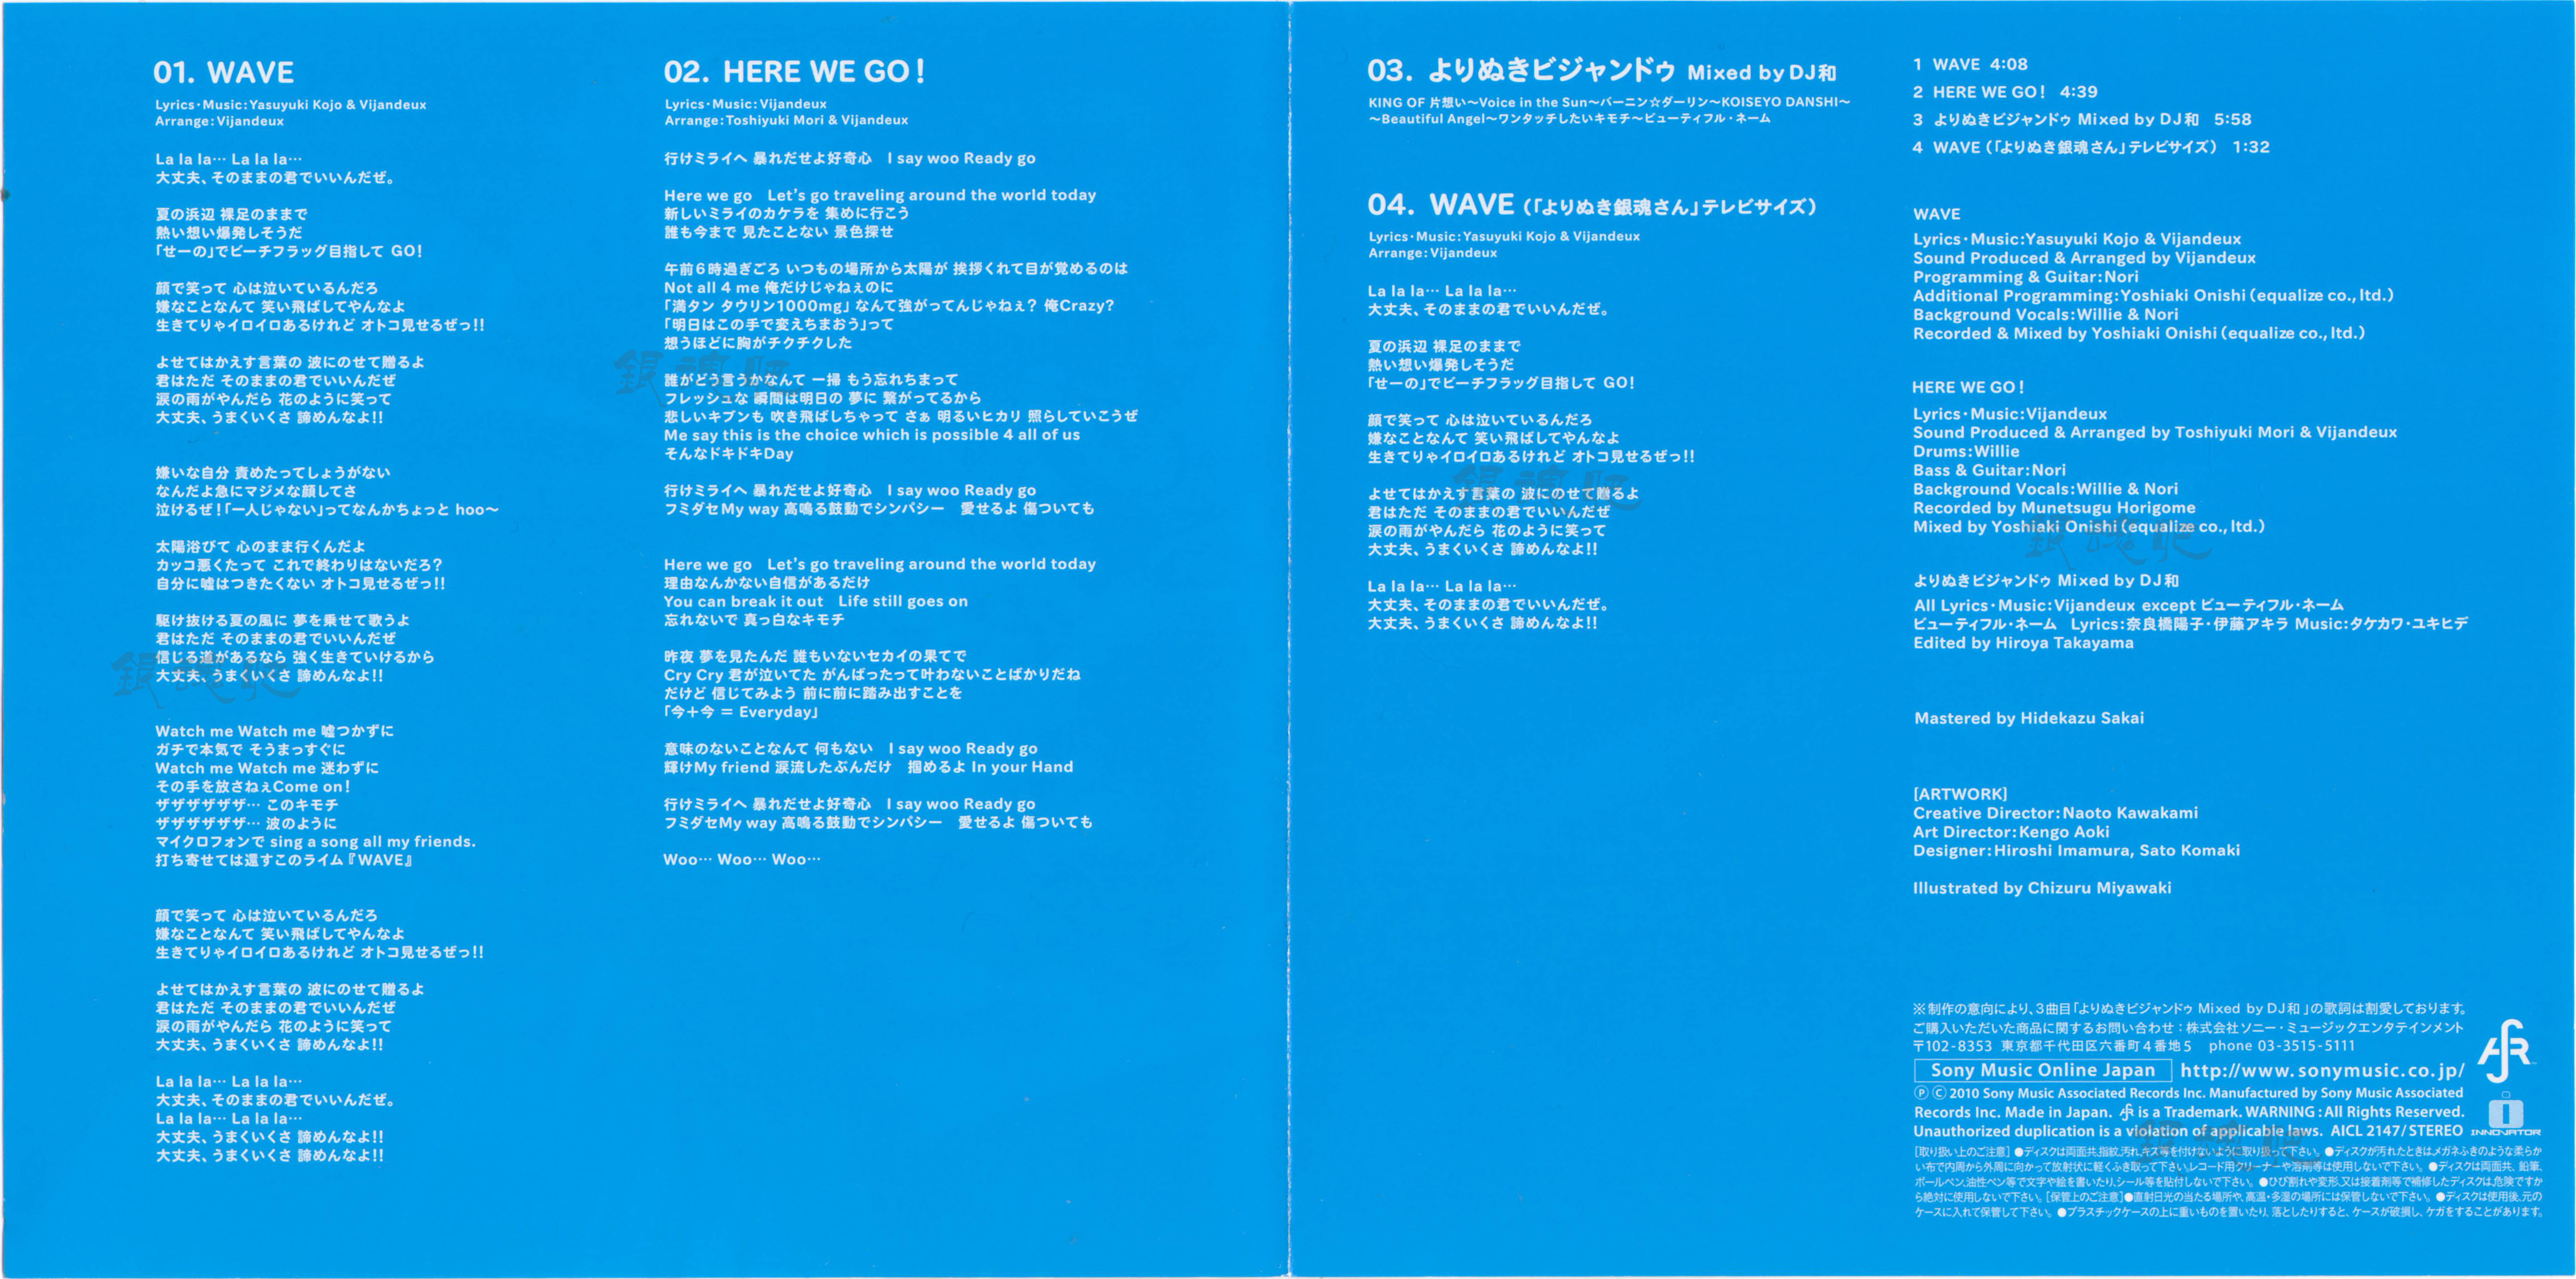 01. WAVE
Lyrics・Music:Yasuyuki Kojo & Vijandeux
Arrange:Vijandeux
La la la… La la la…
大丈夫、そのままの君でいいんだぜ。
夏の浜辺 裸足のままで
熱い想い爆発しそうだ
「せーの」でビーチフラッグ目指して GO!
顔で笑って 心は泣いているんだろ
嫌なことなんて 笑い飛ばしてやんなよ
生きてりゃイロイロあるけれど オトコ見せるぜっ!!
よせてはかえす言葉の 波にのせて贈るよ
君はただ そのままの君でいいんだぜ
涙の雨がやんだら 花のように笑って
大丈夫、うまくいくさ 諦めんなよ!!
嫌いな自分 責めたってしょうがない
なんだよ急にマジメな顔してさ
泣けるぜ!「一人じゃない」ってなんかちょっと hoo〜
太陽浴びて 心のまま行くんだよ
カッコ悪くたって これで終わりはないだろ?
自分に嘘はつきたくない オトコ見せるぜっ!!
駆け抜ける夏の風に 夢を乗せて歌うよ
君はただ そのままの君でいいんだぜ
信じる道があるなら 強く生きていけるから
大丈夫、うまくいくさ 諦めんなよ!!
Watch me Watch me 嘘つかずに
ガチで本気で そうまっすぐに
Watch me Watch me 迷わずに
その手を放さねぇCome on!
ザザザザザザ… このキモチ
ザザザザザザ… 波のように
マイクロフォンで sing a song all my friends.
打ち寄せては還すこのライム『WAVE』
顔で笑って 心は泣いているんだろ
嫌なことなんて 笑い飛ばしてやんなよ
生きてりゃイロイロあるけれど オトコ見せるぜっ!!
よせてはかえす言葉の 波にのせて贈るよ
君はただ そのままの君でいいんだぜ
涙の雨がやんだら 花のように笑って
大丈夫、うまくいくさ 諦めんなよ!!
La la la… La la la…
大丈夫、そのままの君でいいんだぜ。
La la la… La la la…
大丈夫、うまくいくさ 諦めんなよ!!
大丈夫、うまくいくさ 諦めんなよ!!
02. HERE WE GO!
Lyrics・Music:Vijandeux
Arrange:Toshiyuki Mori & Vijandeux
行けミライへ 暴れだせよ好奇心　I say woo Ready go
Here we go　Let's go traveling around the world today
新しいミライのカケラを 集めに行こう
誰も今まで 見たことない 景色探せ
午前6時過ぎごろ いつもの場所から太陽が 挨拶くれて目が覚めるのは
Not all 4 me 俺だけじゃねぇのに
「満タン タウリン1000mg」 なんて強がってんじゃねぇ? 俺Crazy?
「明日はこの手で変えちまおう」って
想うほどに胸がチクチクした
誰がどう言うかなんて 一掃 もう忘れちまって
フレッシュな 瞬間は明日の 夢に 繋がってるから
悲しいキブンも 吹き飛ばしちゃって さぁ 明るいヒカリ 照らしていこうぜ
Me say this is the choice which is possible 4 all of us
そんなドキドキDay
行けミライへ 暴れだせよ好奇心　I say woo Ready go
フミダセMy way 高鳴る鼓動でシンパシー　愛せるよ 傷ついても
Here we go　Let's go traveling around the world today
理由なんかない自信があるだけ
You can break it out　Life still goes on
忘れないで 真っ白なキモチ
昨夜 夢を見たんだ 誰もいないセカイの果てで
Cry Cry 君が泣いてた がんばったって叶わないことばかりだね
だけど 信じてみよう 前に前に踏み出すことを
「今+今 = Everyday」
意味のないことなんて 何もない　I say woo Ready go
輝けMy friend 涙流したぶんだけ　掴めるよ In your Hand
行けミライへ 暴れだせよ好奇心　I say woo Ready go
フミダセMy way 高鳴る鼓動でシンパシー　愛せるよ 傷ついても
Woo… Woo… Woo…
03. よりぬきビジャンドゥ Mixed by DJ和
KING OF 片想い〜Voice in the Sun〜バーニン☆ダーリン〜KOISEYO DANSHI〜
〜Beautiful Angel〜ワンタッチしたいキモチ〜ビューティフル・ネーム
04. WAVE (「よりぬき銀魂さん」テレビサイズ)
Lyrics・Music:Yasuyuki Kojo & Vijandeux
Arrange:Vijandeux
La la la… La la la…
大丈夫、そのままの君でいいんだぜ。
夏の浜辺 裸足のままで
熱い想い爆発しそうだ
「せーの」でビーチフラッグ目指して GO!
顔で笑って 心は泣いているんだろ
嫌なことなんて 笑い飛ばしてやんなよ
生きてりゃイロイロあるけれど オトコ見せるぜっ!!
よせてはかえす言葉の 波にのせて贈るよ
君はただ そのままの君でいいんだぜ
涙の雨がやんだら 花のように笑って
大丈夫、うまくいくさ 諦めんなよ!!
La la la… La la la…
大丈夫、そのままの君でいいんだぜ。
大丈夫、うまくいくさ 諦めんなよ!!
1 WAVE 4:08
2 HERE WE GO! 4:39
3 よりぬきビジャンドゥ Mixed by DJ和 5:58
4 WAVE (「よりぬき銀魂さん」テレビサイズ) 1:32
WAVE
Lyrics・Music:Yasuyuki Kojo & Vijandeux
Sound Produced & Arranged by Vijandeux
Programming & Guitar:Nori
Additional Programming:Yoshiaki Onishi (equalize co., ltd.)
Background Vocals:Willie & Nori
Recorded & Mixed by Yoshiaki Onishi (equalize co., ltd.)
HERE WE GO!
Lyrics・Music:Vijandeux
Sound Produced & Arranged by Toshiyuki Mori & Vijandeux
Drums:Willie
Bass & Guitar:Nori
Background Vocals:Willie & Nori
Recorded by Munetsugu Horigome
Mixed by Yoshiaki Onishi (equalize co., ltd.)
よりぬきビジャンドゥ Mixed by DJ和
All Lyrics・Music:Vijandeux except ビューティフル・ネーム
ビューティフル・ネーム　Lyrics:奈良橋陽子・伊藤アキラ Music:タケカワ・ユキヒデ
Edited by Hiroya Takayama
Mastered by Hidekazu Sakai
[ARTWORK]
Creative Director:Naoto Kawakami
Art Director:Kengo Aoki
Designer:Hiroshi Imamura, Sato Komaki
Illustrated by Chizuru Miyawaki
※制作の意向により、3曲目「よりぬきビジャンドゥ Mixed by DJ和」の歌詞は割愛しております。
ご購入いただいた商品に関するお問い合わせ：株式会社ソニー・ミュージックエンタテインメント
〒102-8353 東京都千代田区六番町4番地5　phone 03-3515-5111
Sony Music Online Japan http://www.sonymusic.co.jp/
Ⓟ Ⓒ 2010 Sony Music Associated Records Inc. Manufactured by Sony Music Associated
Records Inc. Made in Japan. AR is a Trademark. WARNING : All Rights Reserved.
Unauthorized duplication is a violation of applicable laws. AICL 2147/ STEREO
INNOVATOR
[取り扱い上のご注意] ●ディスクは両面共、指紋、汚れ、キズ等を付けないように取り扱って下さい。●ディスクが汚れたときはメガネふきのような柔らか
い布で内周から外周に向かって放射状に軽くふき取って下さい。レコード用クリーナーや溶剤等は使用しないで下さい。●ディスクは両面共、鉛筆、
ボールペン、油性ペン等で文字や絵を書いたり、シール等を貼付しないで下さい。●ひび割れや変形、又は接着剤等で補修したディスクは、危険ですか
ら絶対に使用しないで下さい。[保管上のご注意] ●直射日光の当たる場所や、高温・多湿の場所には保管しないで下さい。●ディスクは使用後、元の
ケースに入れて保管して下さい。●プラスチックケースの上に重いものを置いたり、落としたりすると、ケースが破損し、ケガをすることがあります。